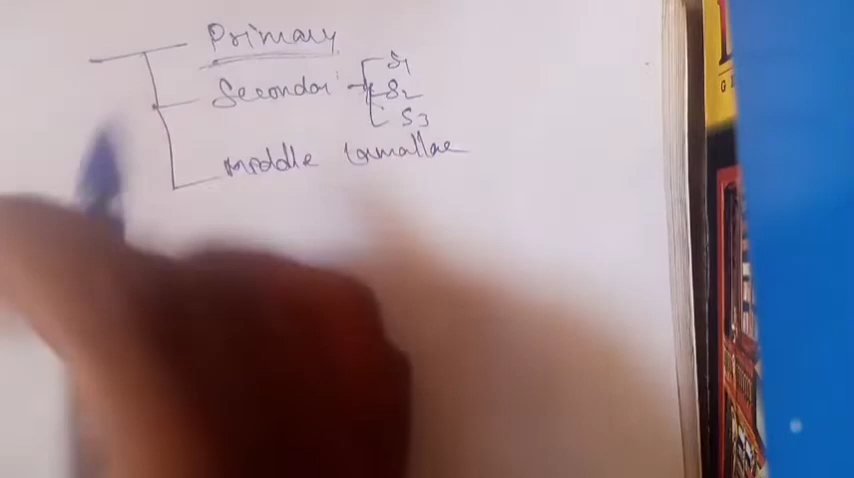 Primary
Secondar S1
S2
S3
Middle lamallae
G